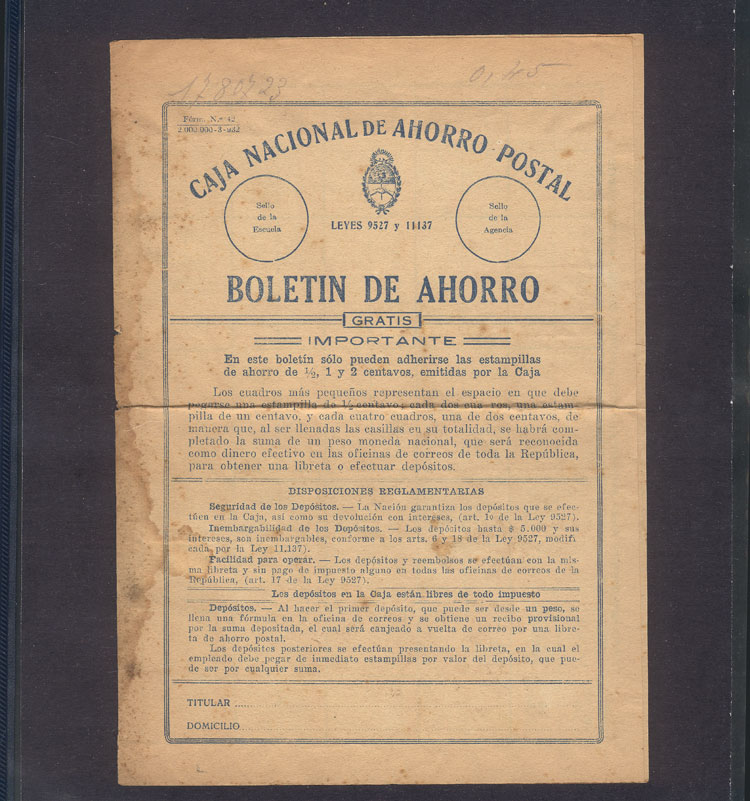 1780723
0,45
Fórm. N.º 42
2.000.000-3-932
CAJA NACIONAL DE AHORRO POSTAL
Sello
de la
Escuela
LEYES 9527 y 11137
Sello
de la
Agencia
BOLETIN DE AHORRO
GRATIS
IMPORTANTE
En este boletín sólo pueden adherirse las estampillas
de ahorro de ½, 1 y 2 centavos, emitidas por la Caja
Los cuadros más pequeños representan el espacio en que debe
pegarse una estampilla de ½ centavo; cada dos cuadros, una estam-
pilla de un centavo, y cada cuatro cuadros, una de dos centavos, de
manera que, al ser llenadas las casillas en su totalidad, se habrá com-
pletado la suma de un peso moneda nacional, que será reconocida
como dinero efectivo en las oficinas de correos de toda la República,
para obtener una libreta o efectuar depósitos.
DISPOSICIONES REGLAMENTARIAS
Seguridad de los Depósitos. — La Nación garantiza los depósitos que se efec-
túen en la Caja, así como su devolución con intereses, (art. 1º de la Ley 9527).
Inembargabilidad de los Depósitos. — Los depósitos hasta $ 5.000 y sus
intereses, son inembargables, conforme a los arts. 6 y 18 de la Ley 9527, modifi
cada por la Ley 11.137).
Facilidad para operar. — Los depósitos y reembolsos se efectúan con la mis-
ma libreta y sin pago de impuesto alguno en todas las oficinas de correos de la
República, (art. 17 de la Ley 9527).
Los depósitos en la Caja están libres de todo impuesto
Depósitos. — Al hacer el primer depósito, que puede ser desde un peso, se
llena una fórmula en la oficina de correos y se obtiene un recibo provisional
por la suma depositada, el cual será canjeado a vuelta de correo por una libre-
ta de ahorro postal.
Los depósitos posteriores se efectúan presentando la libreta, en la cual el
empleado debe pegar de inmediato estampillas por valor del depósito, que pue-
de ser por cualquier suma.
TITULAR
DOMICILIO